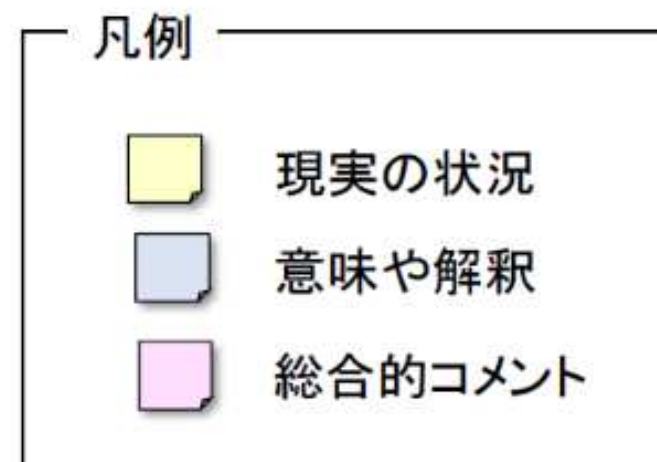 凡例
現実の状況
意味や解釈
総合的コメント